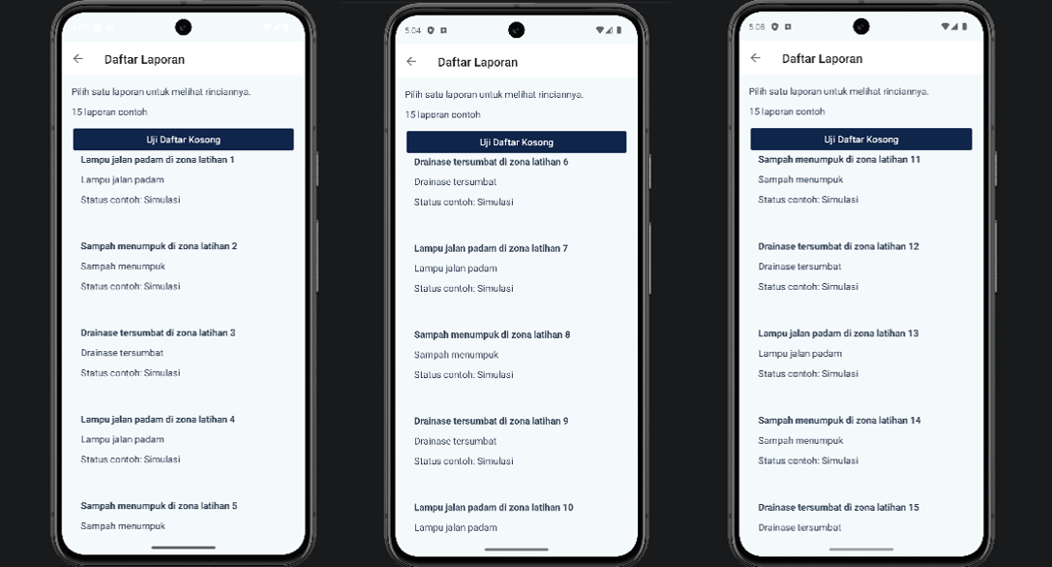 Daftar Laporan
Pilih satu laporan untuk melihat rinciannya.
15 laporan contoh
Uji Daftar Kosong
Lampu jalan padam di zona latihan 1
Lampu jalan padam
Status contoh: Simulasi
Sampah menumpuk di zona latihan 2
Sampah menumpuk
Status contoh: Simulasi
Drainase tersumbat di zona latihan 3
Drainase tersumbat
Status contoh: Simulasi
Lampu jalan padam di zona latihan 4
Lampu jalan padam
Status contoh: Simulasi
Sampah menumpuk di zona latihan 5
Sampah menumpuk
5:04
Daftar Laporan
Pilih satu laporan untuk melihat rinciannya.
15 laporan contoh
Uji Daftar Kosong
Drainase tersumbat di zona latihan 6
Drainase tersumbat
Status contoh: Simulasi
Lampu jalan padam di zona latihan 7
Lampu jalan padam
Status contoh: Simulasi
Sampah menumpuk di zona latihan 8
Sampah menumpuk
Status contoh: Simulasi
Drainase tersumbat di zona latihan 9
Drainase tersumbat
Status contoh: Simulasi
Lampu jalan padam di zona latihan 10
Lampu jalan padam
Daftar Laporan
Pilih satu laporan untuk melihat rinciannya.
15 laporan contoh
Uji Daftar Kosong
Sampah menumpuk di zona latihan 11
Sampah menumpuk
Status contoh: Simulasi
Drainase tersumbat di zona latihan 12
Drainase tersumbat
Status contoh: Simulasi
Lampu jalan padam di zona latihan 13
Lampu jalan padam
Status contoh: Simulasi
Sampah menumpuk di zona latihan 14
Sampah menumpuk
Status contoh: Simulasi
Drainase tersumbat di zona latihan 15
Drainase tersumbat